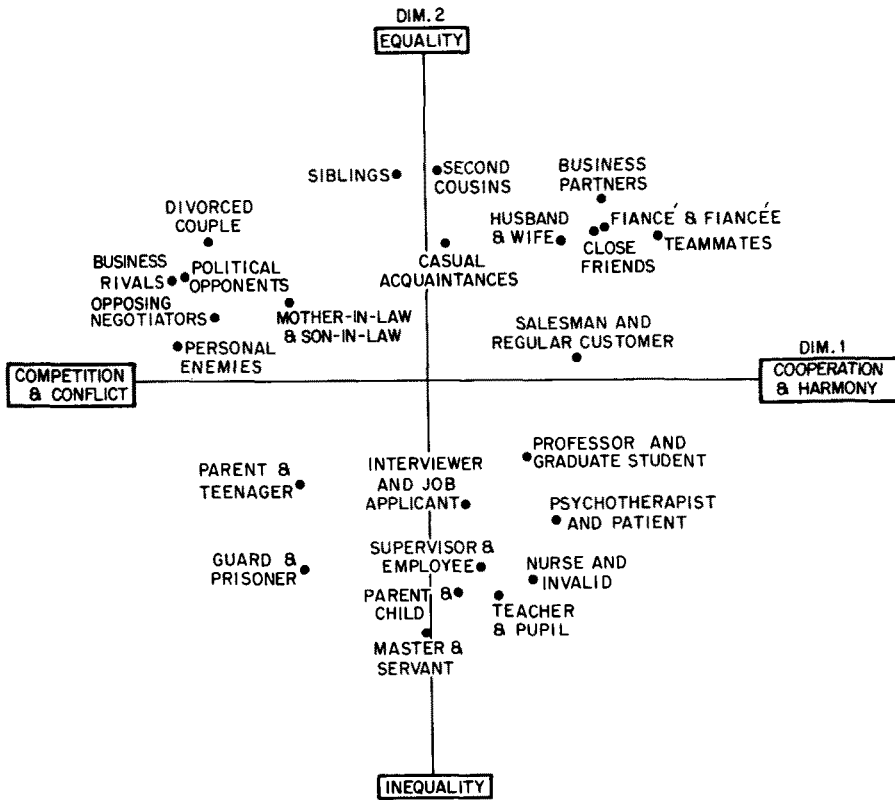 DIM. 2
EQUALITY
SIBLINGS
SECOND
COUSINS
BUSINESS
PARTNERS
DIVORCED
COUPLE
HUSBAND
& WIFE
FIANCÉ & FIANCÉE
CLOSE
FRIENDS
TEAMMATES
BUSINESS
RIVALS
POLITICAL
OPPONENTS
CASUAL
ACQUAINTANCES
OPPOSING
NEGOTIATORS
MOTHER-IN-LAW
& SON-IN-LAW
SALESMAN AND
REGULAR CUSTOMER
PERSONAL
ENEMIES
COMPETITION
& CONFLICT
DIM. 1
COOPERATION
& HARMONY
PARENT &
TEENAGER
INTERVIEWER
AND JOB
APPLICANT
PROFESSOR AND
GRADUATE STUDENT
PSYCHOTHERAPIST
AND PATIENT
GUARD &
PRISONER
SUPERVISOR &
EMPLOYEE
NURSE AND
INVALID
PARENT &
CHILD
TEACHER
& PUPIL
MASTER &
SERVANT
INEQUALITY